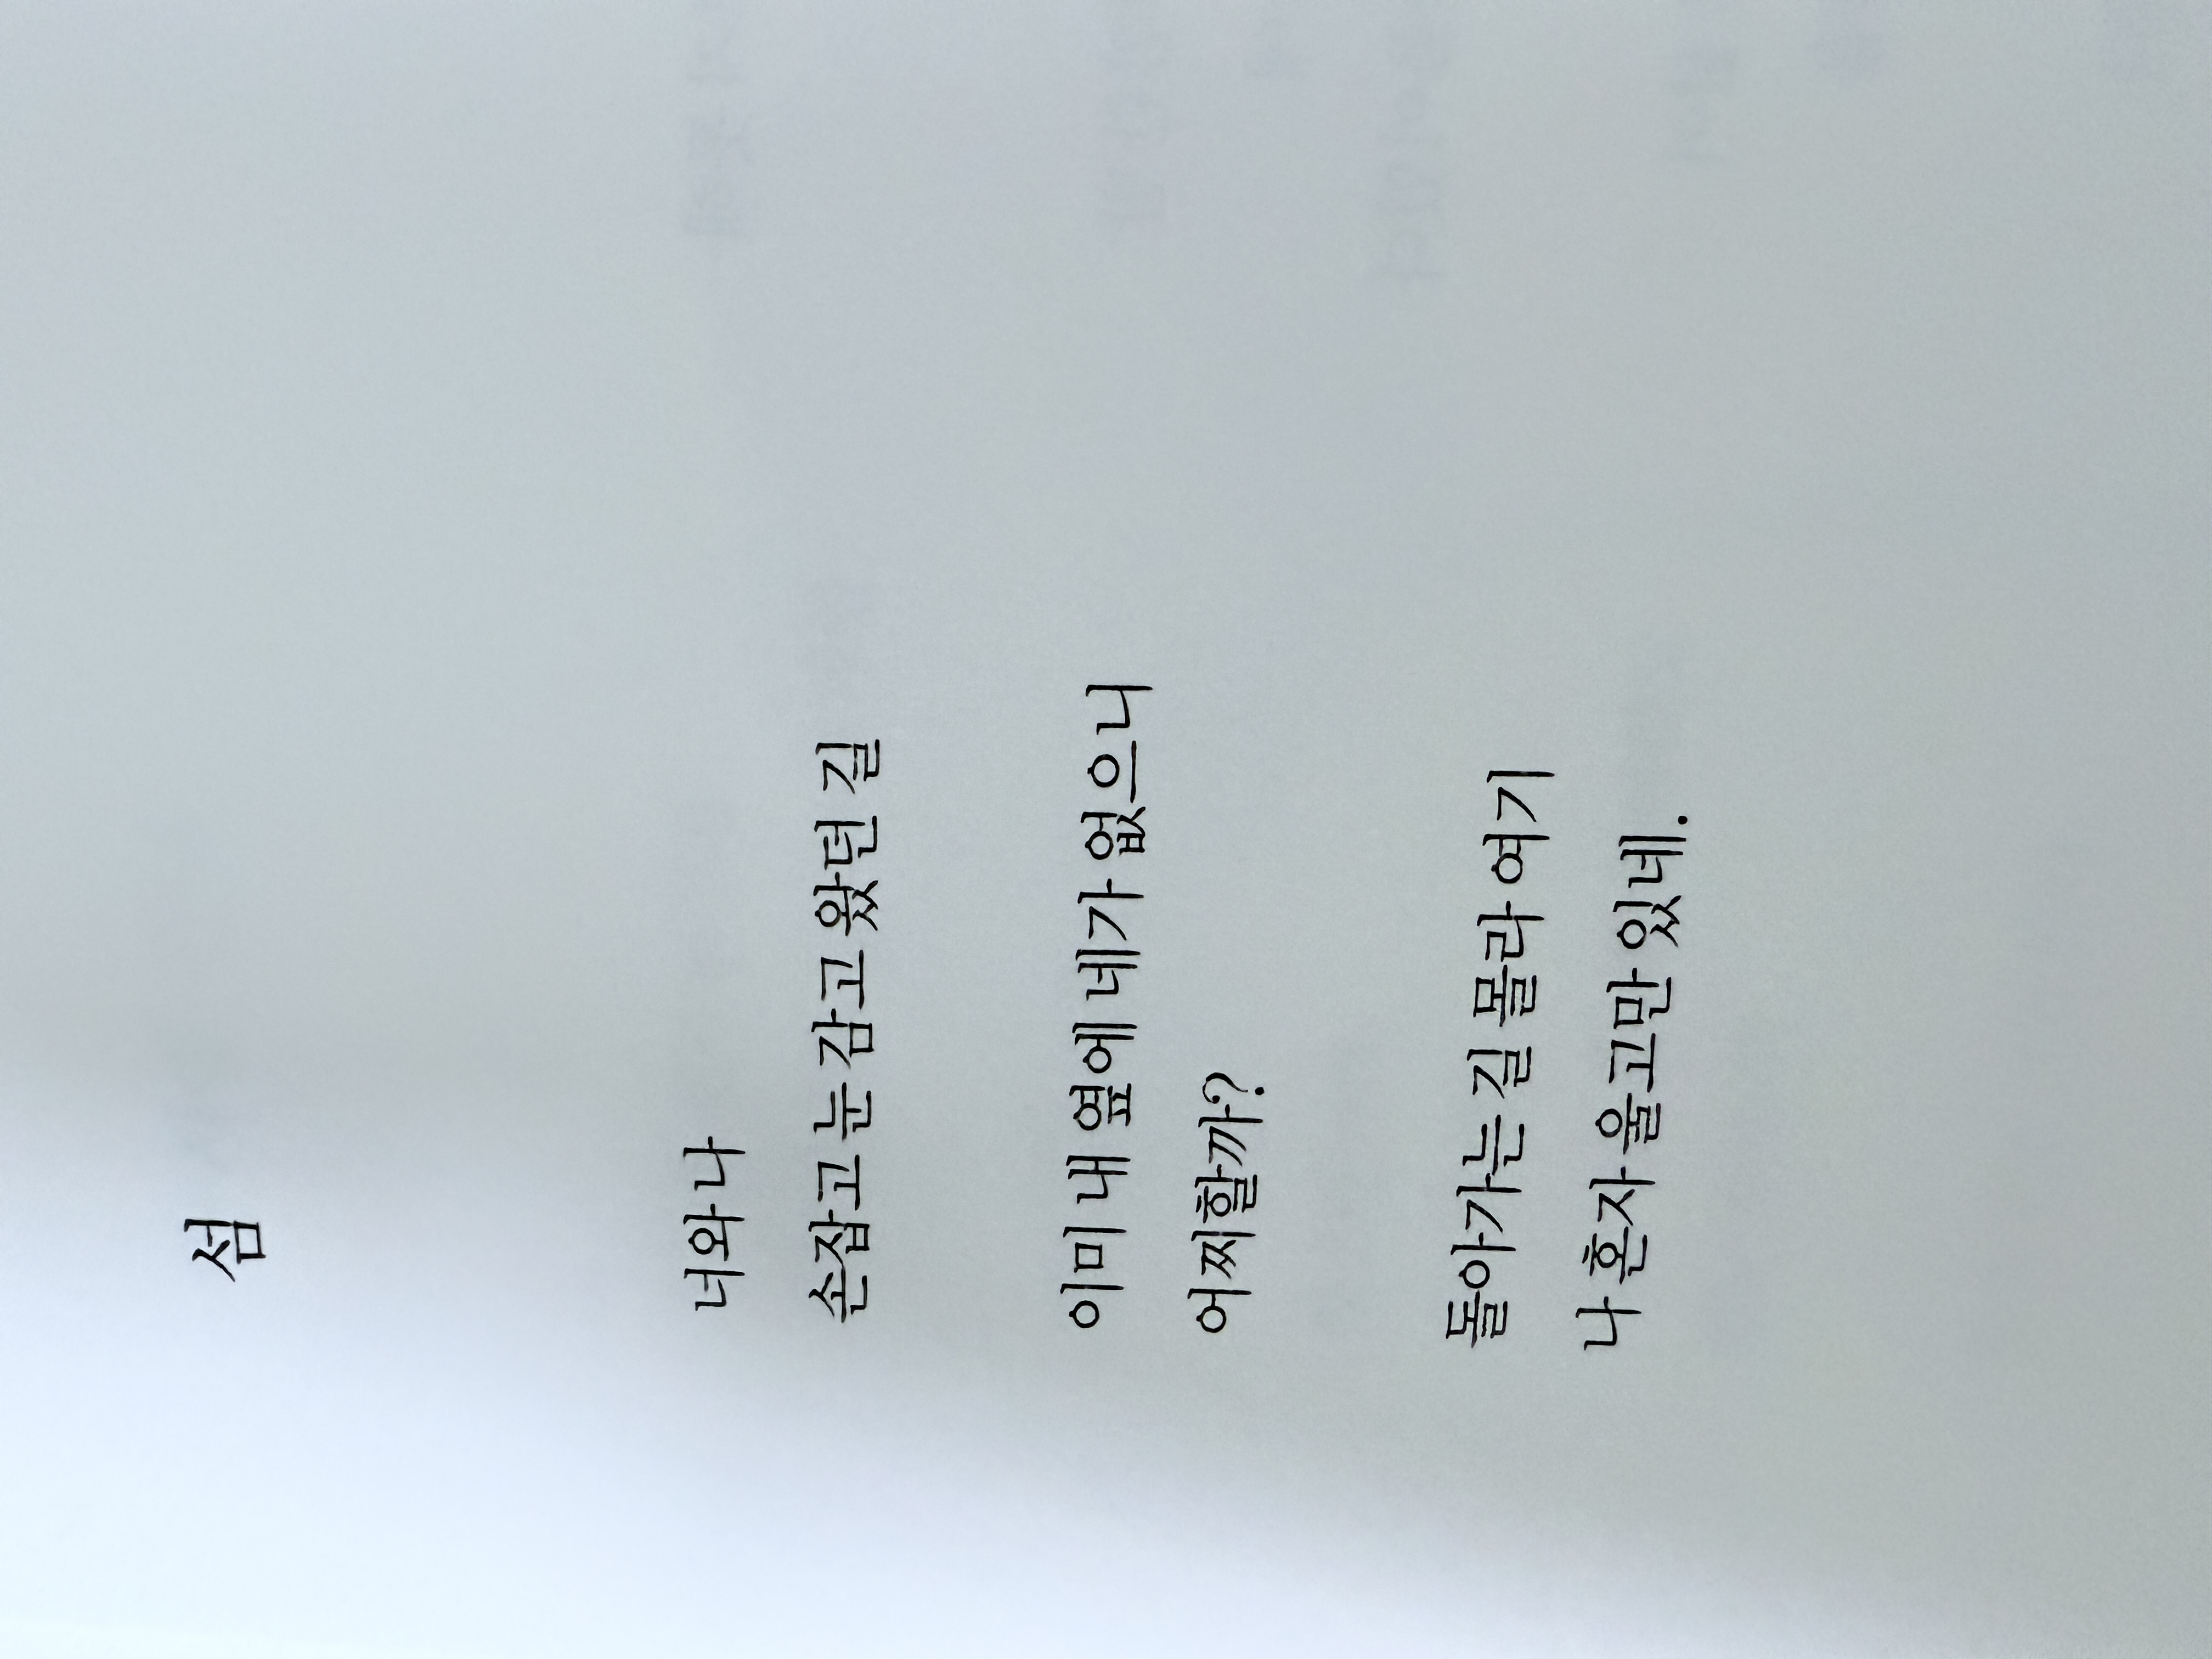 섬
너와 나
손잡고 눈 감고 왔던 길
이미 내 옆에 네가 없으니
어찌할까?
돌아가는 길 몰라 여기
나 혼자 울고만 있네.